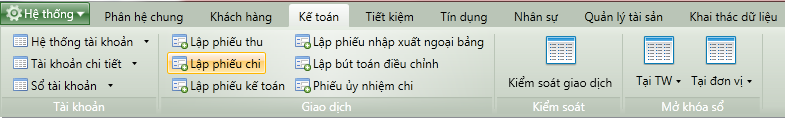 Hệ thống Phân hệ chung Khách hàng Kế toán Tiết kiệm Tín dụng Nhân sự Quản lý tài sản Khai thác dữ liệu
Hệ thống tài khoản Lập phiếu thu Lập phiếu nhập xuất ngoại bảng
Tài khoản chi tiết Lập phiếu chi Lập bút toán điều chỉnh
Sổ tài khoản Lập phiếu kế toán Phiếu ủy nhiệm chi
Kiểm soát giao dịch Tại TW Tại đơn vị
Tài khoản Giao dịch Kiểm soát Mở khóa sổ